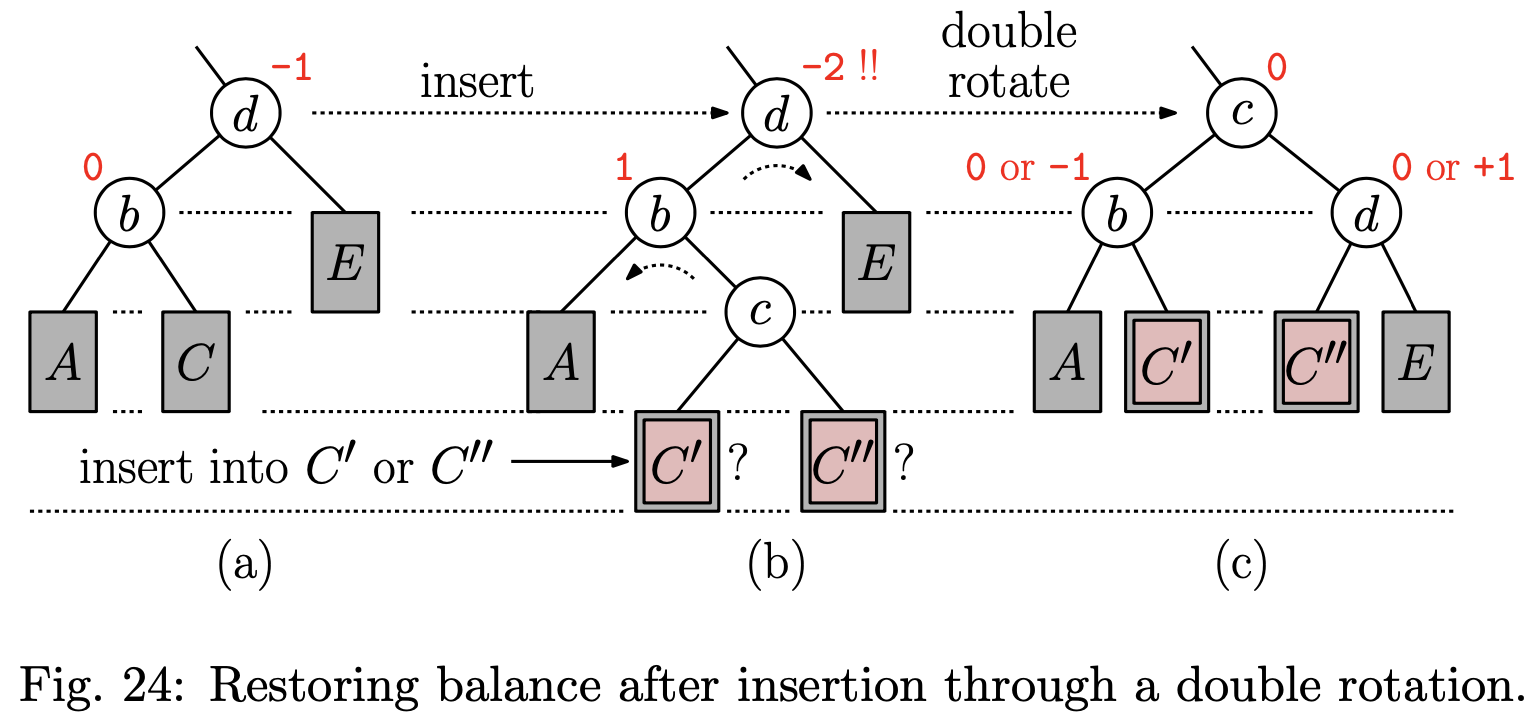 double
rotate
insert
-1
d
-2 !!
d
0
c
0
b
E
1
b
E
0 or -1
b
0 or +1
d
A
C
A
c
A
C′
C″
E
insert into C′ or C″
C′ ?
C″ ?
(a)
(b)
(c)
Fig. 24: Restoring balance after insertion through a double rotation.